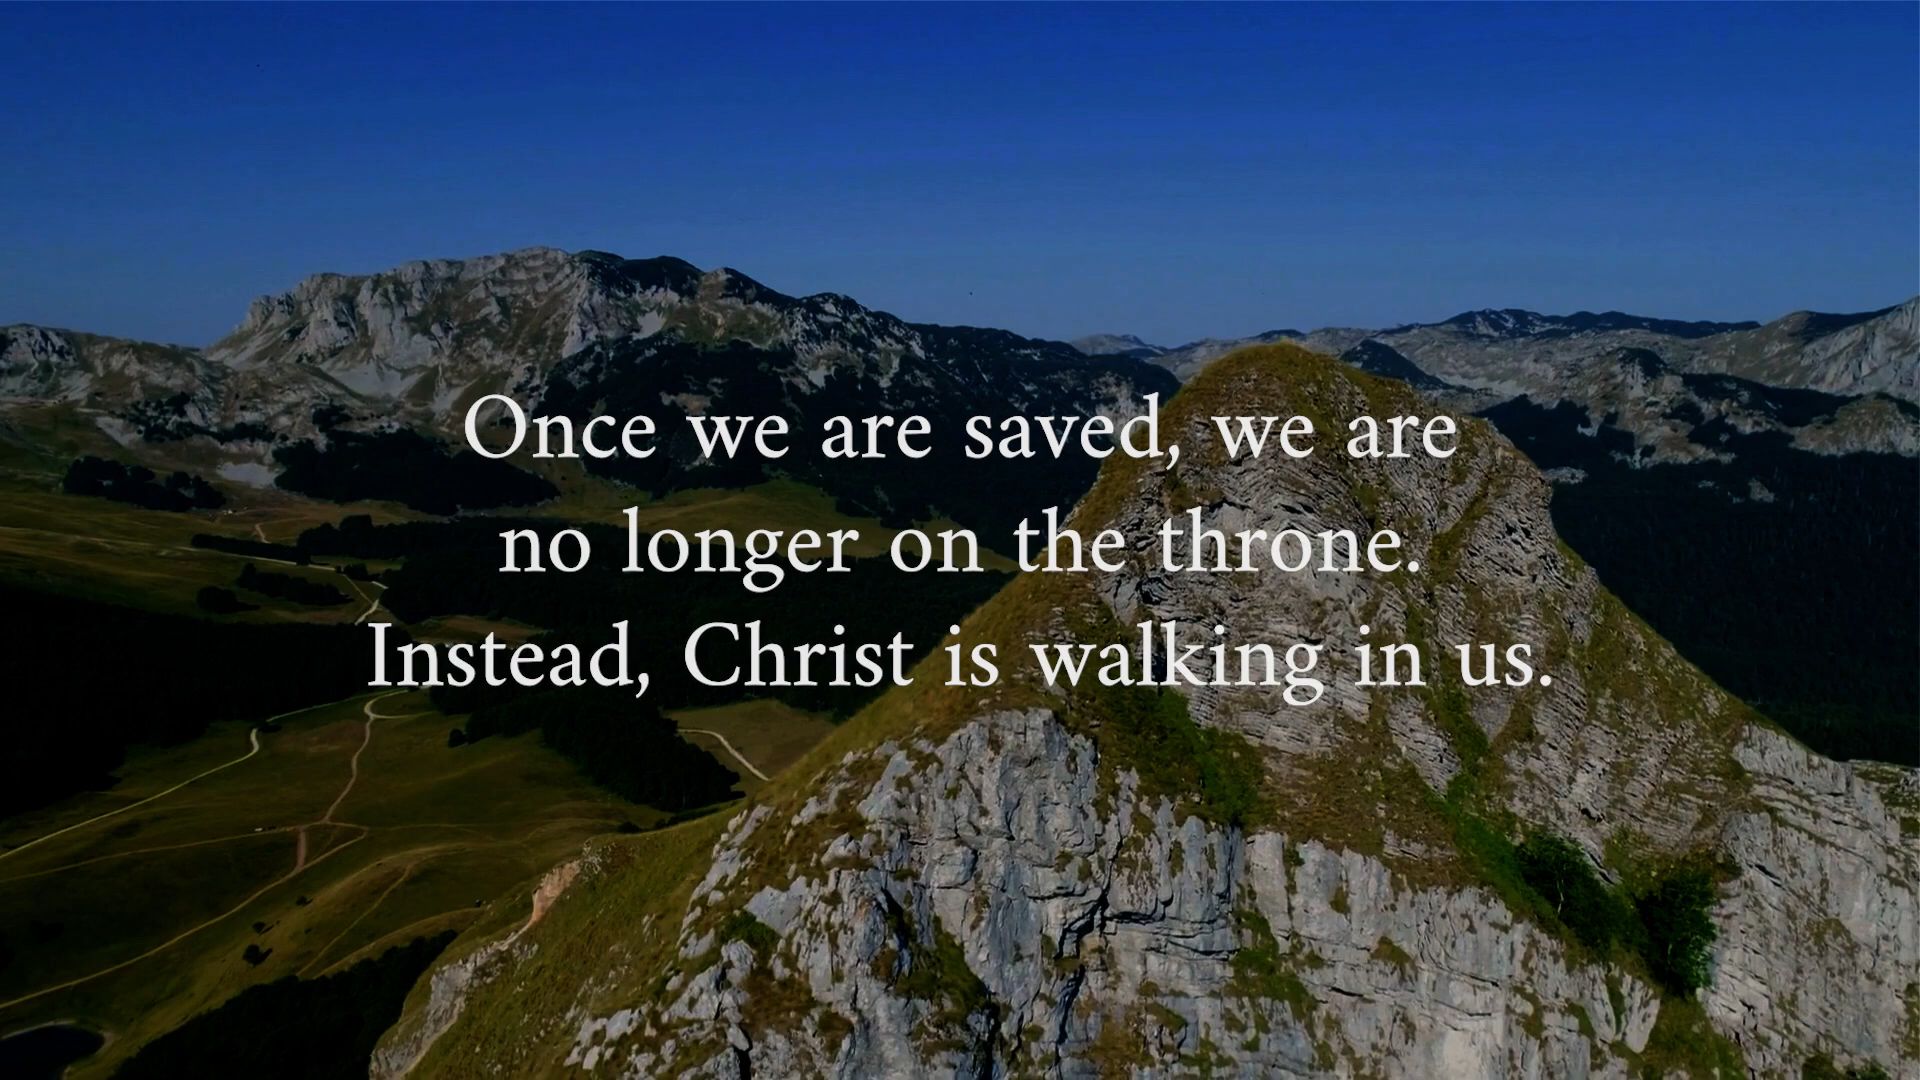 Once we are saved, we are
no longer on the throne.
Instead, Christ is walking in us.